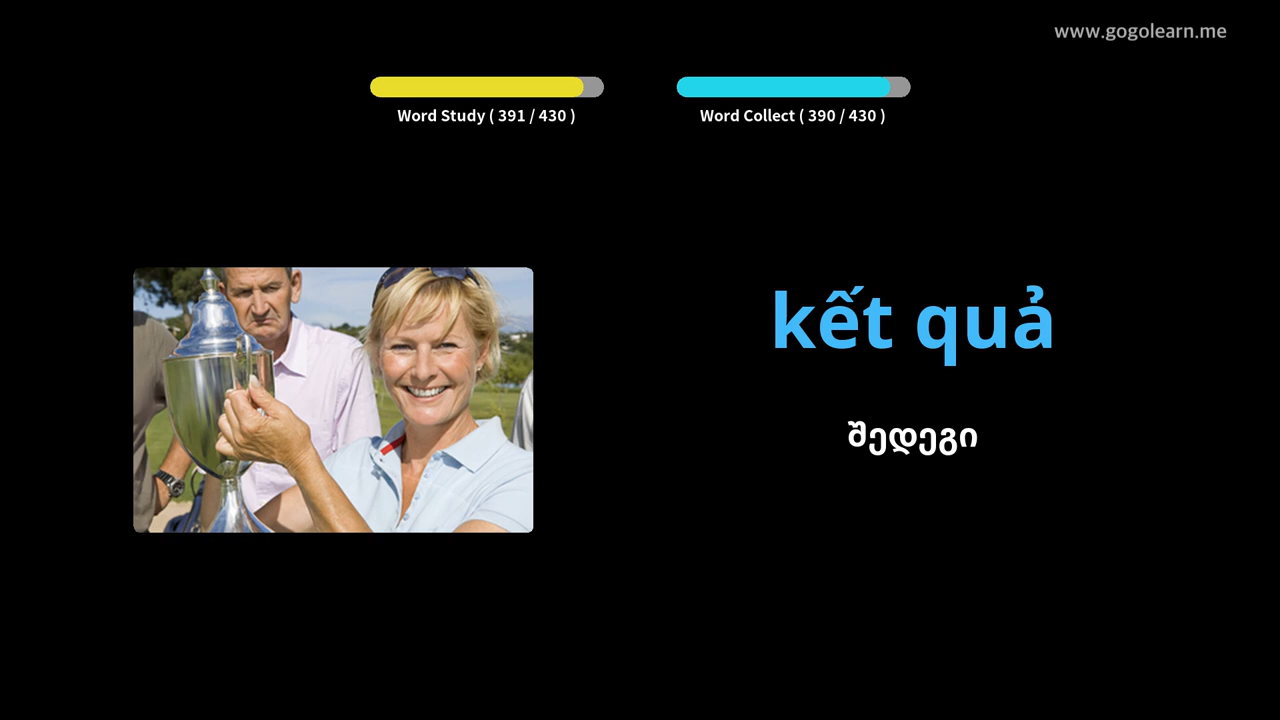 www.gogolearn.me
Word Study ( 391 / 430 )
Word Collect ( 390 / 430 )
kết quả
შედეგი